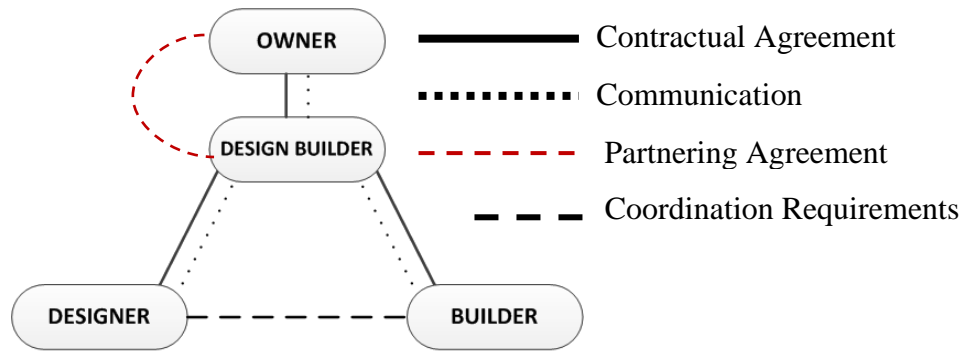 OWNER
Contractual Agreement
Communication
DESIGN BUILDER
Partnering Agreement
Coordination Requirements
DESIGNER
BUILDER